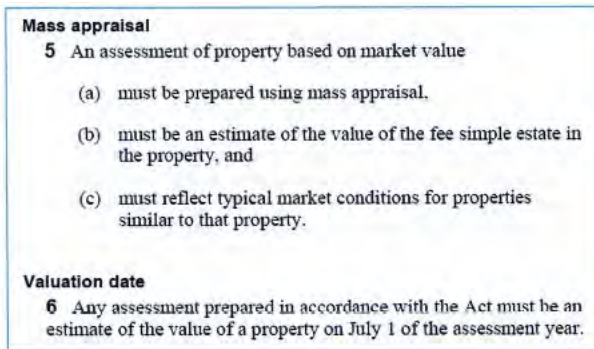 Mass appraisal
5 An assessment of property based on market value
(a) must be prepared using mass appraisal,
(b) must be an estimate of the value of the fee simple estate in
the property, and
(c) must reflect typical market conditions for properties
similar to that property.
Valuation date
6 Any assessment prepared in accordance with the Act must be an
estimate of the value of a property on July 1 of the assessment year.